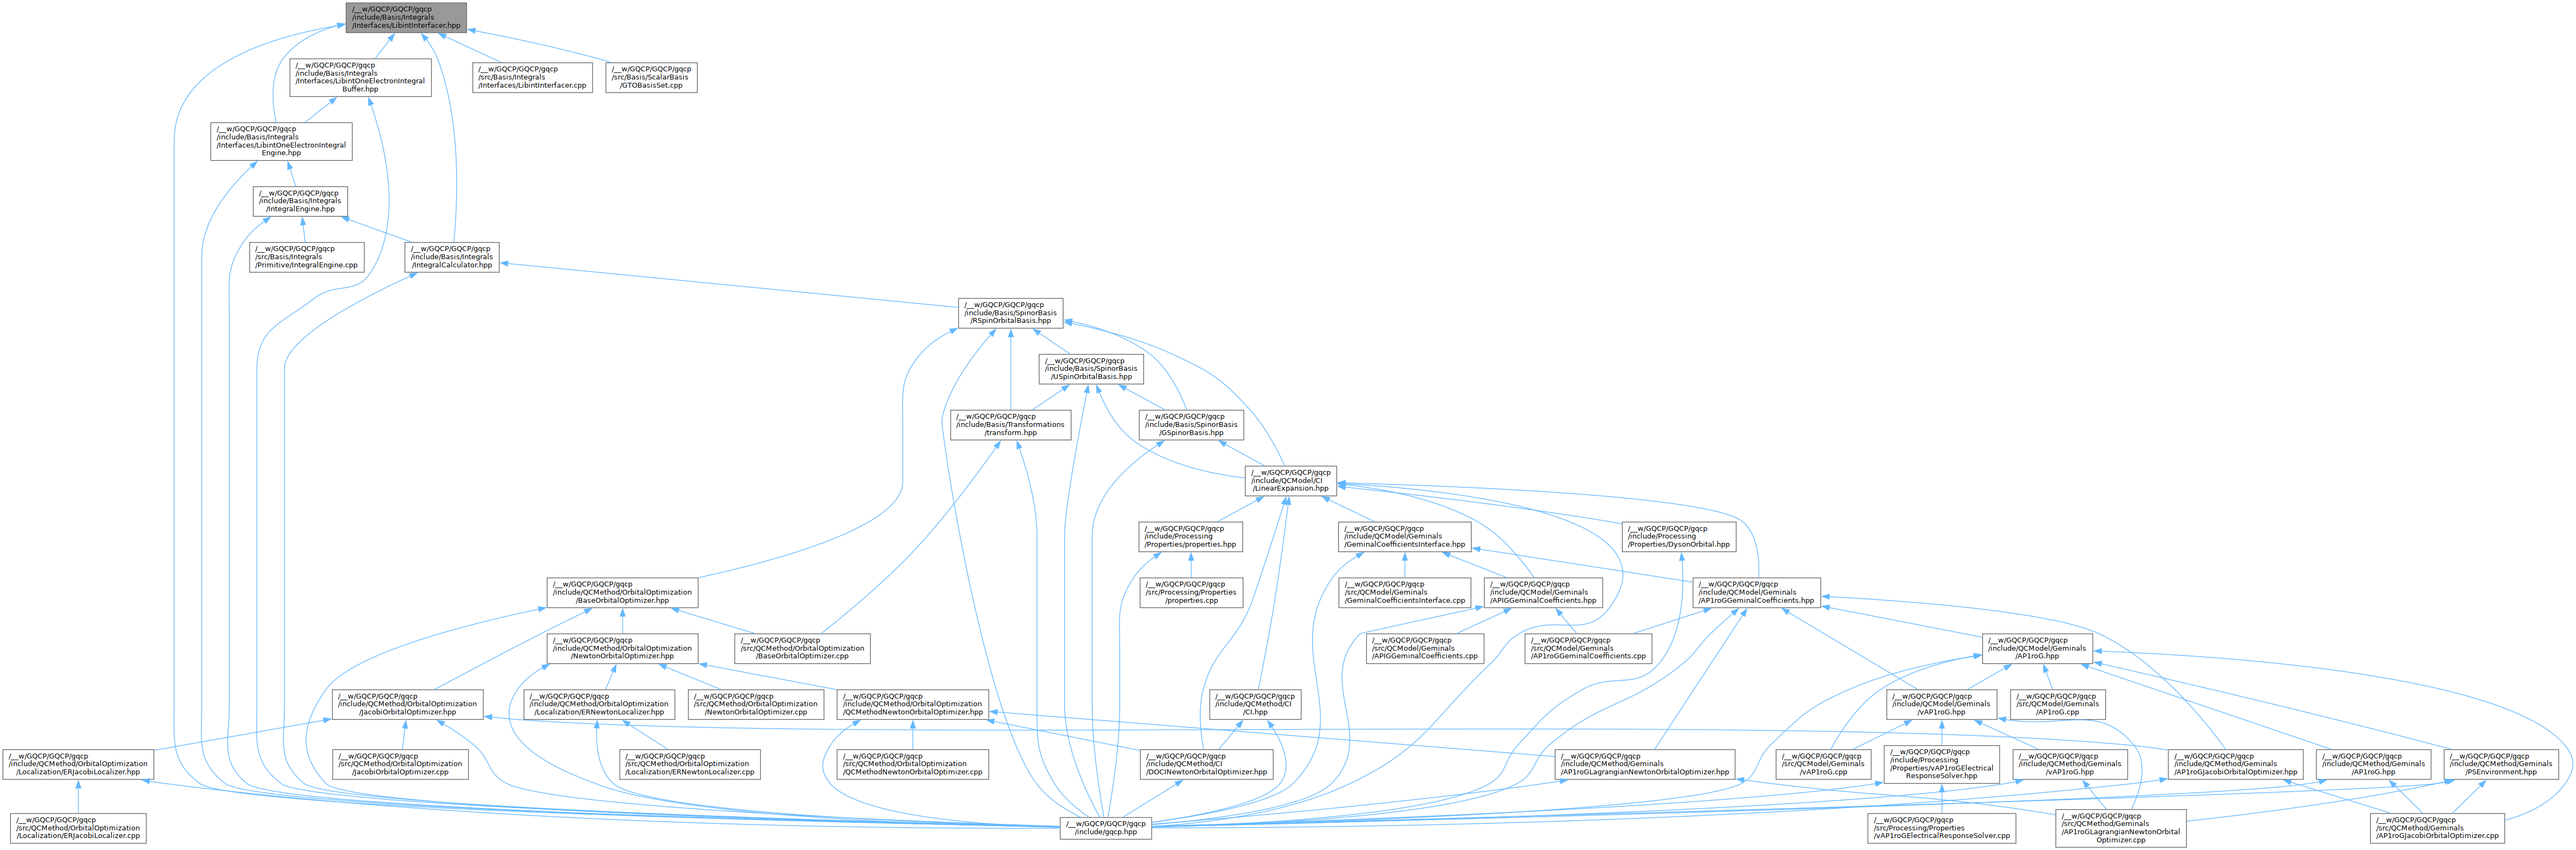 /__w/GQCP/GQCP/gqcp
/include/Basis/Integrals
/Interfaces/LibintInterfacer.hpp
/__w/GQCP/GQCP/gqcp
/include/Basis/Integrals
/Interfaces/LibintOneElectronIntegral
Buffer.hpp
/__w/GQCP/GQCP/gqcp
/src/Basis/Integrals
/Interfaces/LibintInterfacer.cpp
/__w/GQCP/GQCP/gqcp
/src/Basis/ScalarBasis
/GTOBasisSet.cpp
/__w/GQCP/GQCP/gqcp
/include/Basis/Integrals
/Interfaces/LibintOneElectronIntegral
Engine.hpp
/__w/GQCP/GQCP/gqcp
/include/Basis/Integrals
/IntegralEngine.hpp
/__w/GQCP/GQCP/gqcp
/src/Basis/Integrals
/Primitive/IntegralEngine.cpp
/__w/GQCP/GQCP/gqcp
/include/Basis/Integrals
/IntegralCalculator.hpp
/__w/GQCP/GQCP/gqcp
/include/Basis/SpinorBasis
/RSpinOrbitalBasis.hpp
/__w/GQCP/GQCP/gqcp
/include/Basis/SpinorBasis
/USpinOrbitalBasis.hpp
/__w/GQCP/GQCP/gqcp
/include/Basis/Transformations
/transform.hpp
/__w/GQCP/GQCP/gqcp
/include/Basis/SpinorBasis
/GSpinorBasis.hpp
/__w/GQCP/GQCP/gqcp
/include/QCModel/CI
/LinearExpansion.hpp
/__w/GQCP/GQCP/gqcp
/include/Processing
/Properties/properties.hpp
/__w/GQCP/GQCP/gqcp
/include/QCModel/Geminals
/GeminalCoefficientsInterface.hpp
/__w/GQCP/GQCP/gqcp
/include/Processing
/Properties/DysonOrbital.hpp
/__w/GQCP/GQCP/gqcp
/include/QCMethod/OrbitalOptimization
/BaseOrbitalOptimizer.hpp
/__w/GQCP/GQCP/gqcp
/src/Processing/Properties
/properties.cpp
/__w/GQCP/GQCP/gqcp
/src/QCModel/Geminals
/GeminalCoefficientsInterface.cpp
/__w/GQCP/GQCP/gqcp
/include/QCModel/Geminals
/APIGGeminalCoefficients.hpp
/__w/GQCP/GQCP/gqcp
/include/QCModel/Geminals
/AP1roGGeminalCoefficients.hpp
/__w/GQCP/GQCP/gqcp
/include/QCMethod/OrbitalOptimization
/NewtonOrbitalOptimizer.hpp
/__w/GQCP/GQCP/gqcp
/src/QCMethod/OrbitalOptimization
/BaseOrbitalOptimizer.cpp
/__w/GQCP/GQCP/gqcp
/src/QCModel/Geminals
/APIGGeminalCoefficients.cpp
/__w/GQCP/GQCP/gqcp
/src/QCModel/Geminals
/AP1roGGeminalCoefficients.cpp
/__w/GQCP/GQCP/gqcp
/include/QCModel/Geminals
/AP1roG.hpp
/__w/GQCP/GQCP/gqcp
/include/QCMethod/OrbitalOptimization
/JacobiOrbitalOptimizer.hpp
/__w/GQCP/GQCP/gqcp
/include/QCMethod/OrbitalOptimization
/Localization/ERNewtonLocalizer.hpp
/__w/GQCP/GQCP/gqcp
/src/QCMethod/OrbitalOptimization
/NewtonOrbitalOptimizer.cpp
/__w/GQCP/GQCP/gqcp
/include/QCMethod/OrbitalOptimization
/QCMethodNewtonOrbitalOptimizer.hpp
/__w/GQCP/GQCP/gqcp
/include/QCMethod/CI
/CI.hpp
/__w/GQCP/GQCP/gqcp
/include/QCModel/Geminals
/vAP1roG.hpp
/__w/GQCP/GQCP/gqcp
/src/QCModel/Geminals
/AP1roG.cpp
/__w/GQCP/GQCP/gqcp
/include/QCMethod/OrbitalOptimization
/Localization/ERJacobiLocalizer.hpp
/__w/GQCP/GQCP/gqcp
/src/QCMethod/OrbitalOptimization
/JacobiOrbitalOptimizer.cpp
/__w/GQCP/GQCP/gqcp
/src/QCMethod/OrbitalOptimization
/Localization/ERNewtonLocalizer.cpp
/__w/GQCP/GQCP/gqcp
/src/QCMethod/OrbitalOptimization
/QCMethodNewtonOrbitalOptimizer.cpp
/__w/GQCP/GQCP/gqcp
/include/QCMethod/CI
/DOCINewtonOrbitalOptimizer.hpp
/__w/GQCP/GQCP/gqcp
/include/QCMethod/Geminals
/AP1roGLagrangianNewtonOrbitalOptimizer.hpp
/__w/GQCP/GQCP/gqcp
/src/QCModel/Geminals
/vAP1roG.cpp
/__w/GQCP/GQCP/gqcp
/include/Processing
/Properties/vAP1roGElectrical
ResponseSolver.hpp
/__w/GQCP/GQCP/gqcp
/include/QCMethod/Geminals
/vAP1roG.hpp
/__w/GQCP/GQCP/gqcp
/include/QCMethod/Geminals
/AP1roGJacobiOrbitalOptimizer.hpp
/__w/GQCP/GQCP/gqcp
/include/QCMethod/Geminals
/AP1roG.hpp
/__w/GQCP/GQCP/gqcp
/include/QCMethod/Geminals
/PSEnvironment.hpp
/__w/GQCP/GQCP/gqcp
/src/QCMethod/OrbitalOptimization
/Localization/ERJacobiLocalizer.cpp
/__w/GQCP/GQCP/gqcp
/include/gqcp.hpp
/__w/GQCP/GQCP/gqcp
/src/Processing/Properties
/vAP1roGElectricalResponseSolver.cpp
/__w/GQCP/GQCP/gqcp
/src/QCMethod/Geminals
/AP1roGLagrangianNewtonOrbital
Optimizer.cpp
/__w/GQCP/GQCP/gqcp
/src/QCMethod/Geminals
/AP1roGJacobiOrbitalOptimizer.cpp